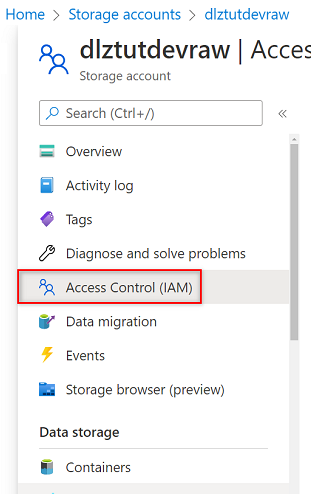 Home > Storage accounts > dlztutdevraw
dlztutdevraw | Acces
Storage account
Search (Ctrl+/)
«
Overview
Activity log
Tags
Diagnose and solve problems
Access Control (IAM)
Data migration
Events
Storage browser (preview)
Data storage
Containers